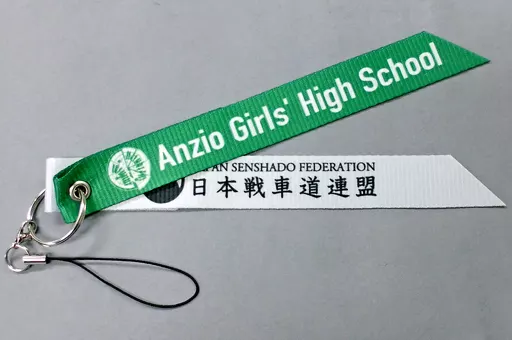 Anzio Girls' High School
SENSHADO FEDERATION
日本戦車道連盟